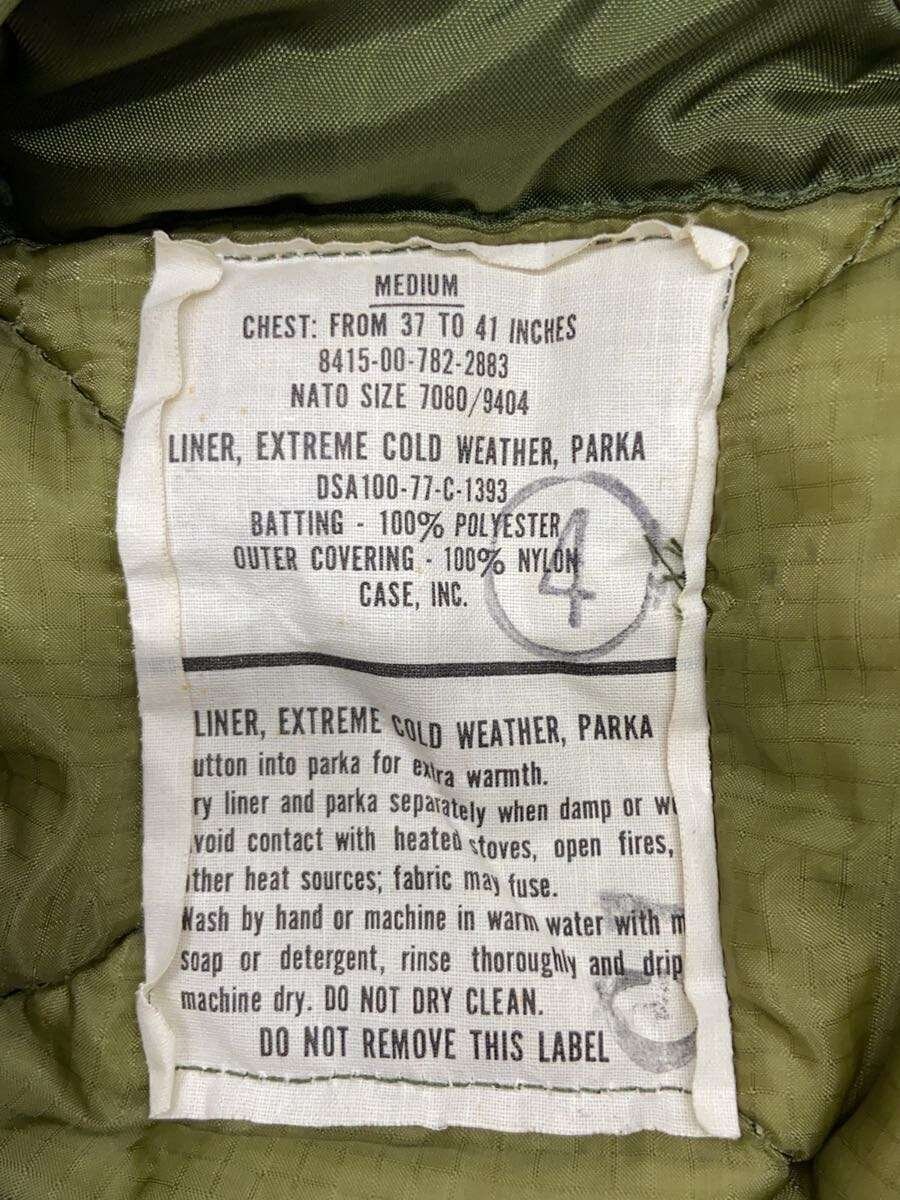 MEDIUM
CHEST: FROM 37 TO 41 INCHES
8415-00-782-2883
NATO SIZE 7080/9404
LINER, EXTREME COLD WEATHER, PARKA
DSA100-77-C-1393
BATTING - 100% POLYESTER
OUTER COVERING - 100% NYLON
CASE, INC.
4
LINER, EXTREME COLD WEATHER, PARKA
utton into parka for extra warmth.
ry liner and parka separately when damp or w
void contact with heated stoves, open fires,
ther heat sources; fabric may fuse.
Wash by hand or machine in warm water with m
soap or detergent, rinse thoroughly and drip
machine dry. DO NOT DRY CLEAN.
DO NOT REMOVE THIS LABEL